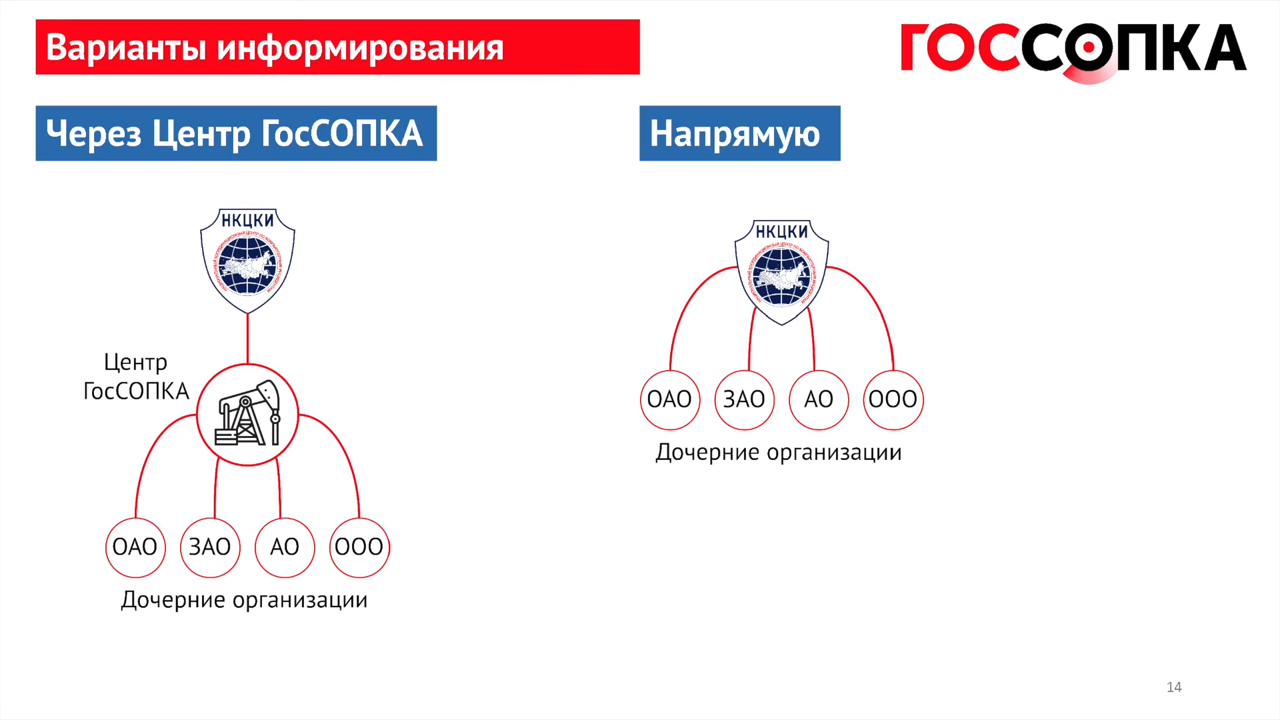 Варианты информирования
ГОССОПКА
Через Центр ГосСОПКА
Напрямую
НКЦКИ
Центр
ГосСОПКА
ОАО ЗАО АО ООО
Дочерние организации
НКЦКИ
ОАО ЗАО АО ООО
Дочерние организации
14